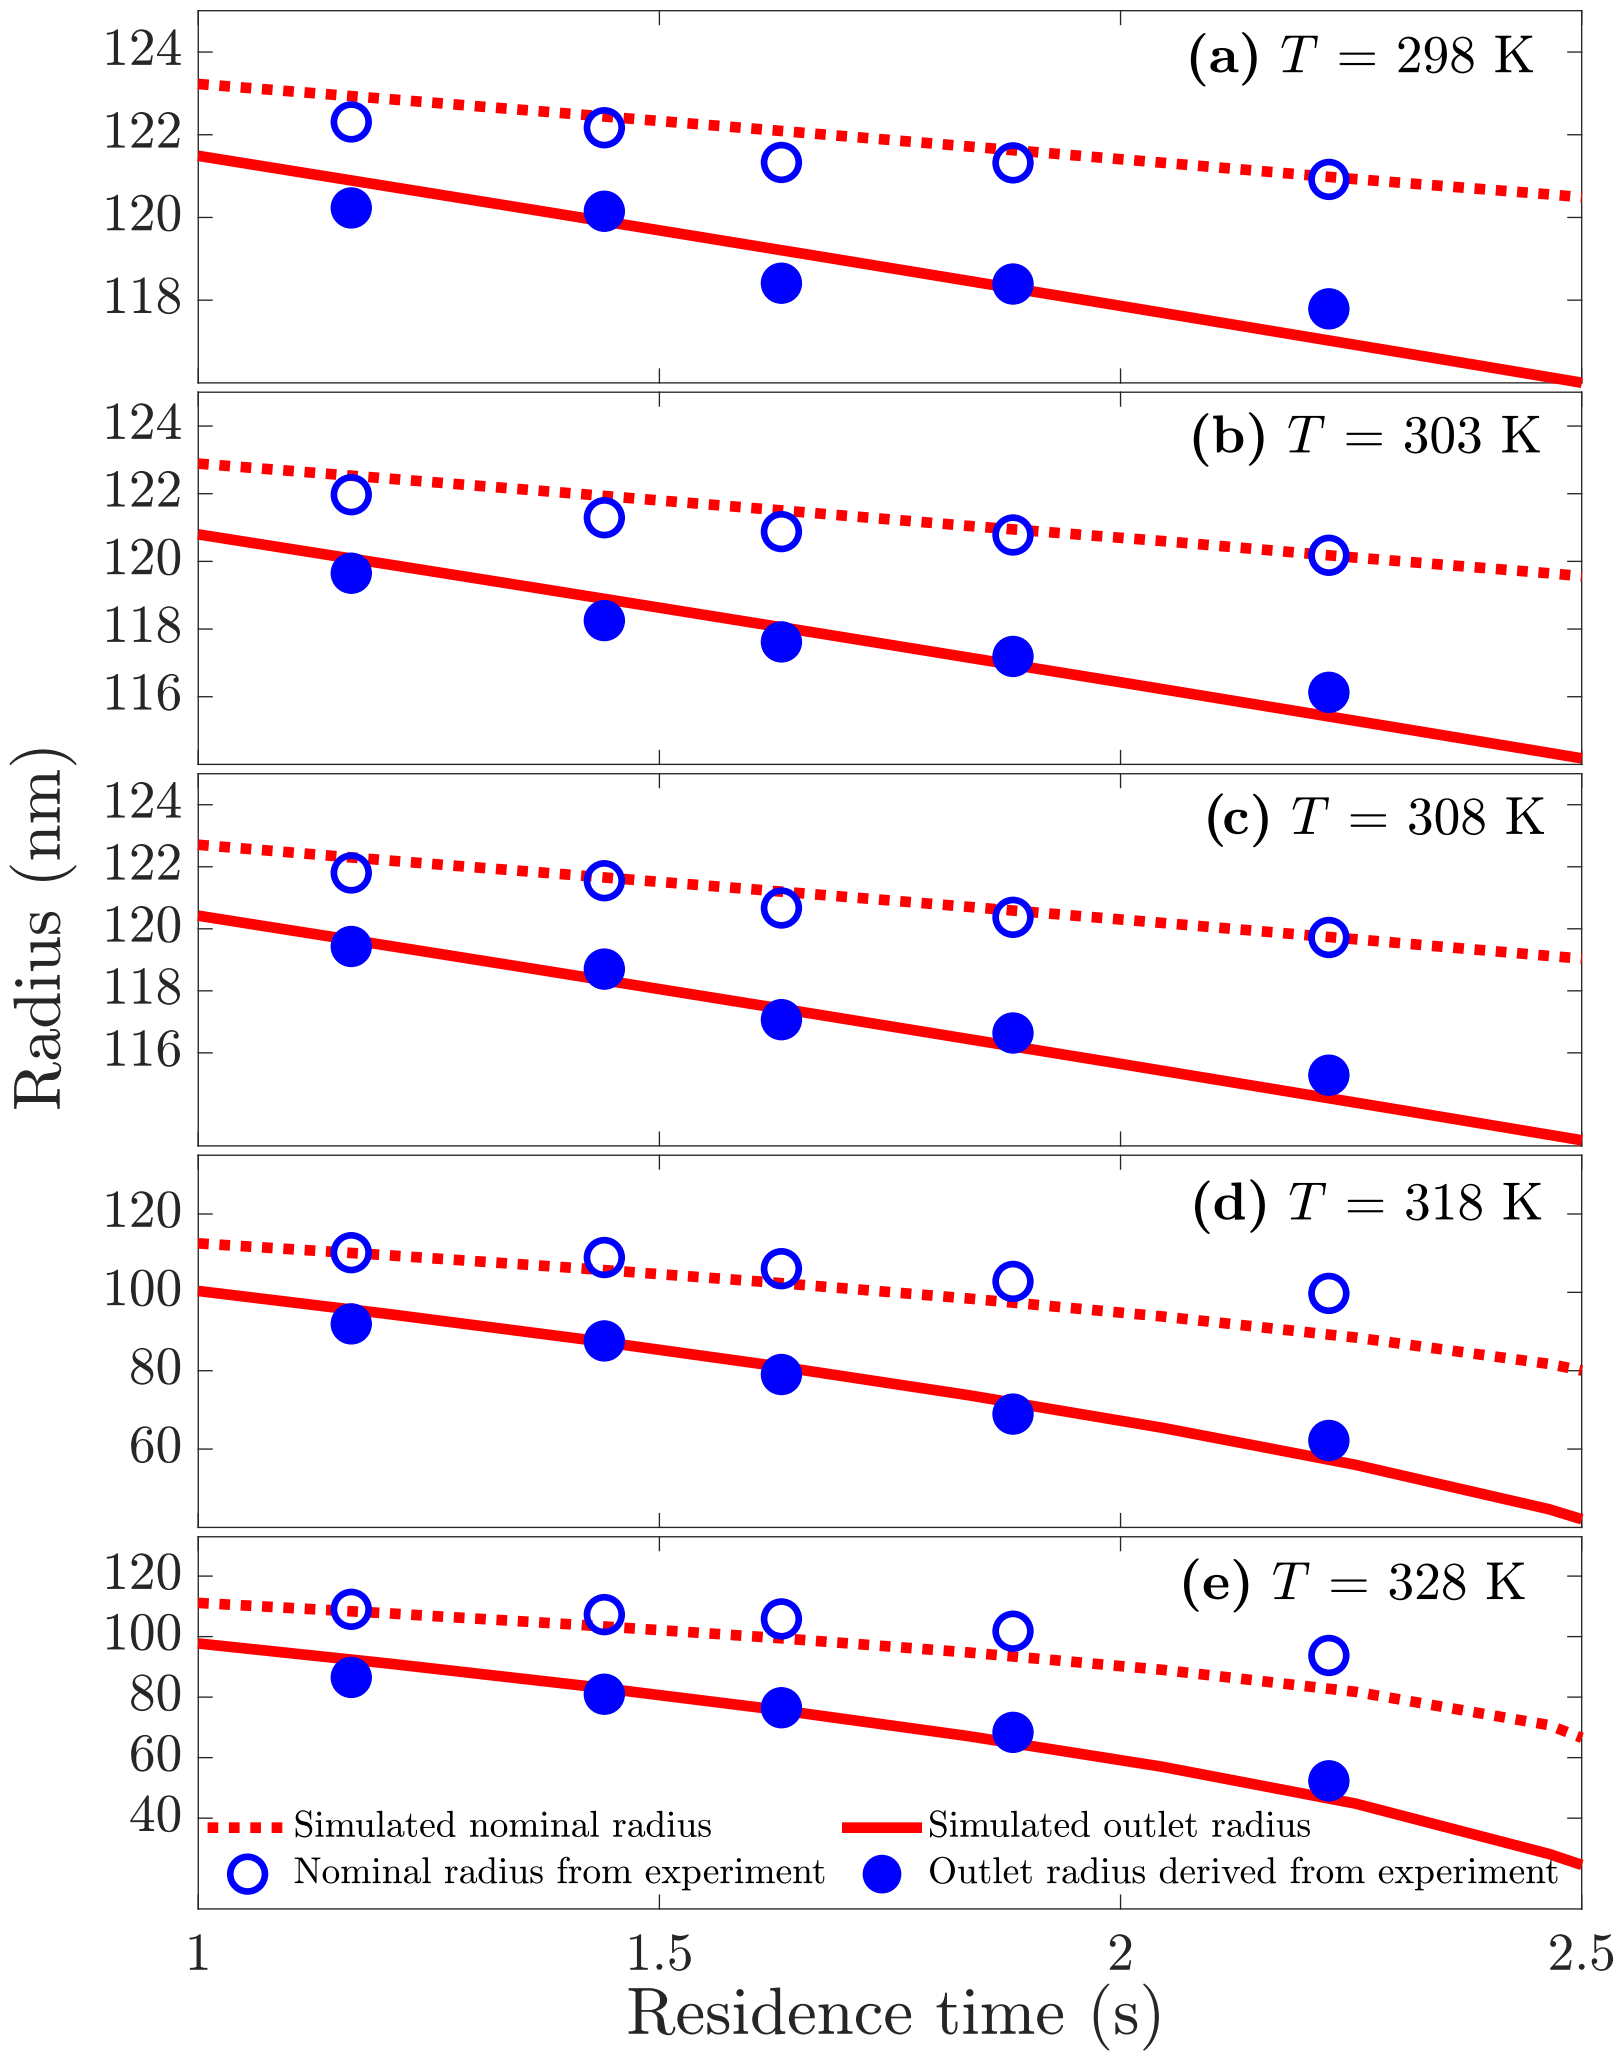 (a) T = 298 K
124
122
120
118
(b) T = 303 K
124
122
120
118
116
(c) T = 308 K
124
122
120
118
116
(d) T = 318 K
120
100
80
60
(e) T = 328 K
120
100
80
60
40
Simulated nominal radius
Simulated outlet radius
Nominal radius from experiment
Outlet radius derived from experiment
1 1.5 2 2.5
Residence time (s)
Radius (nm)